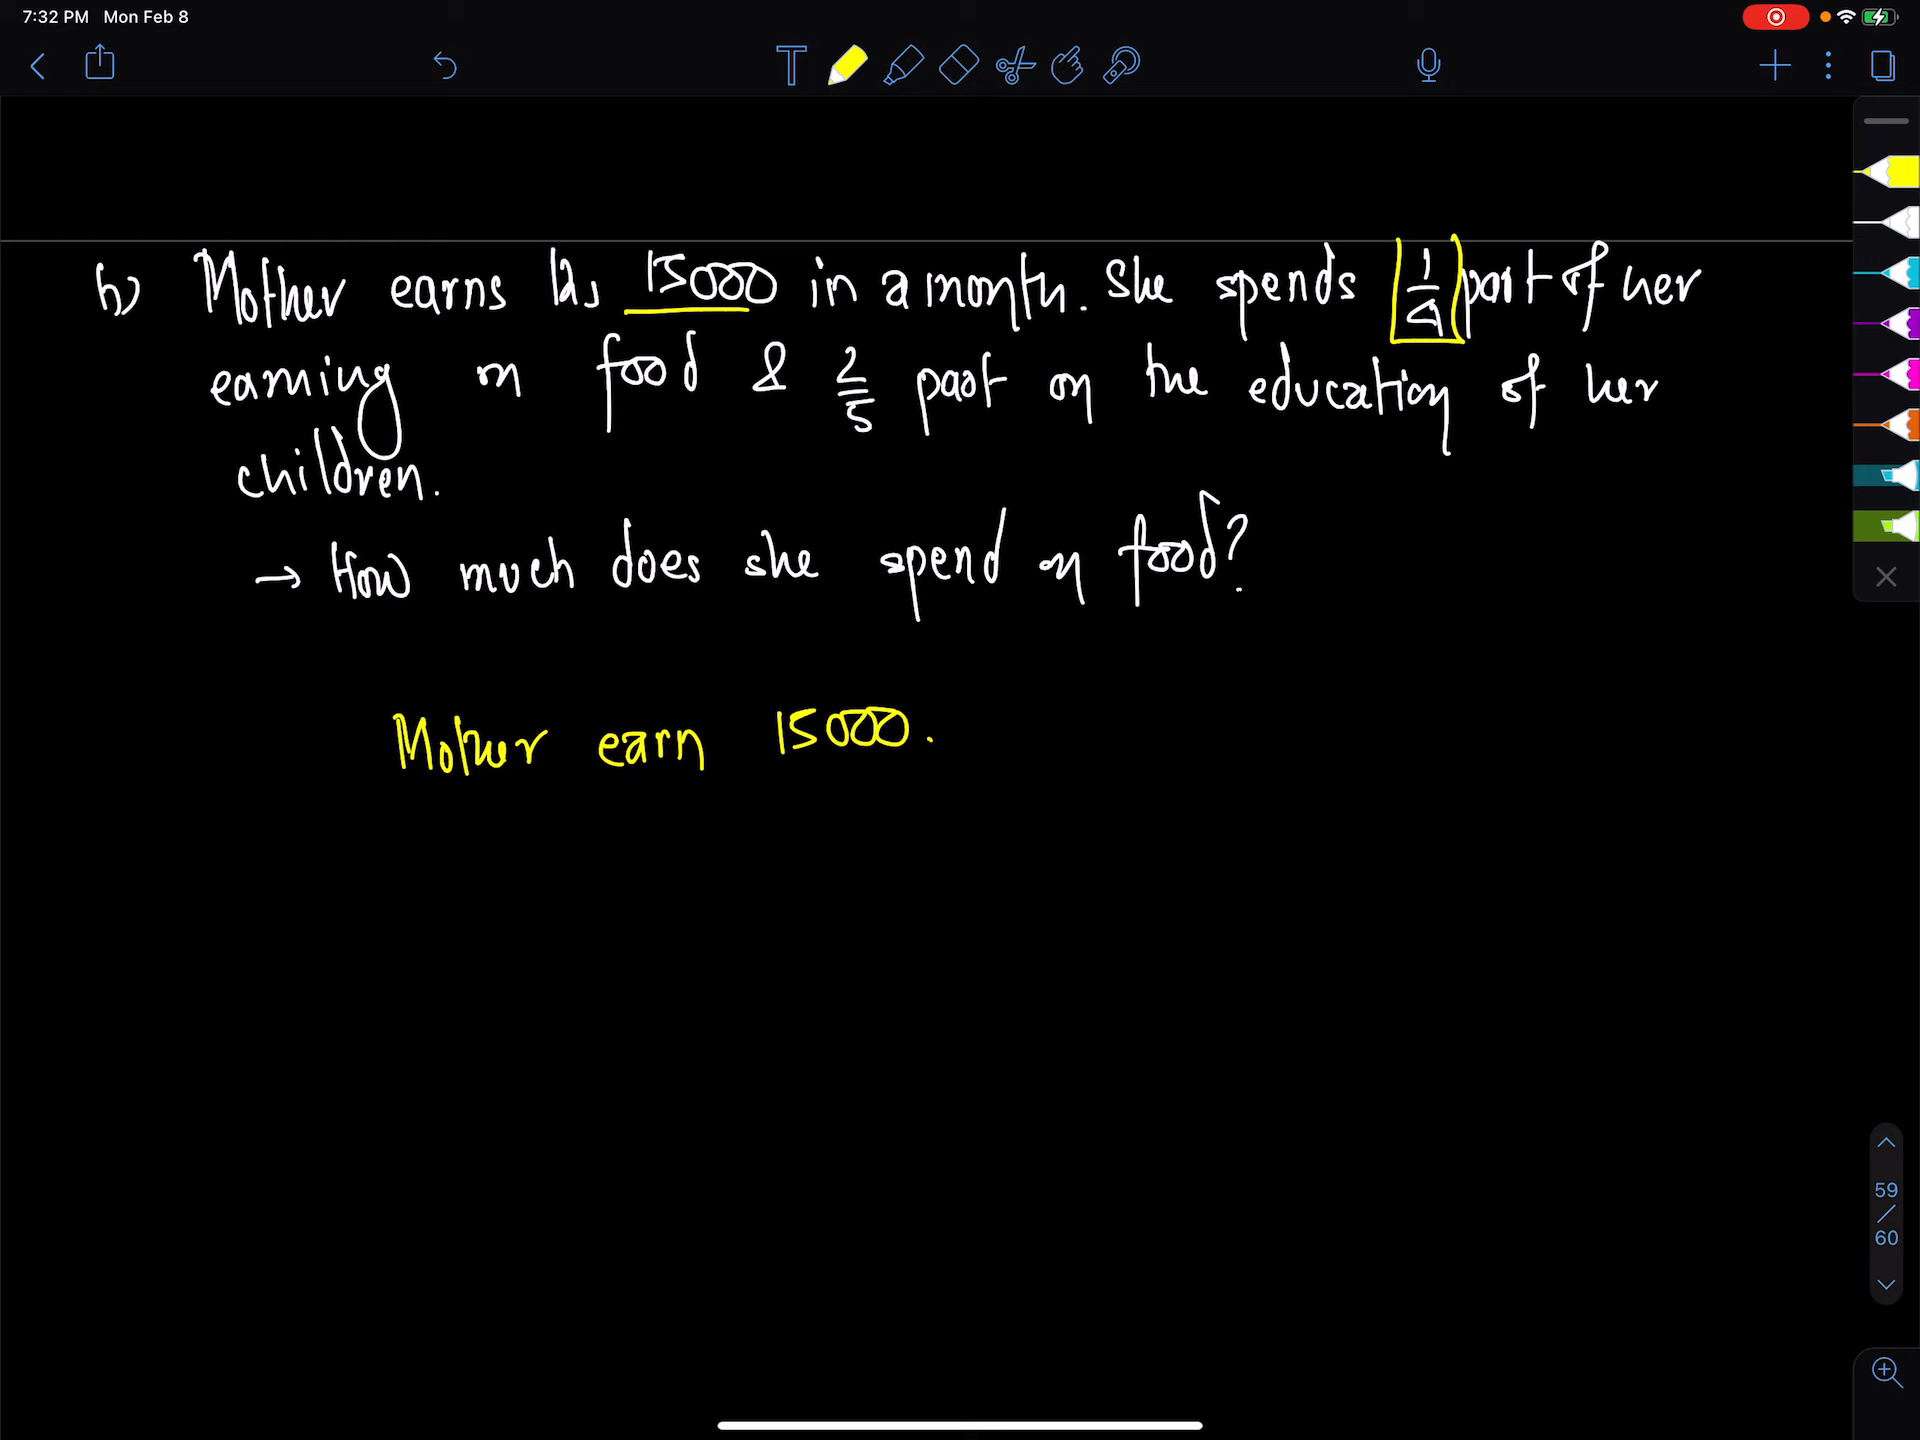 7:32 PM Mon Feb 8
h) Mother earns Rs 15000 in a month. She spends 1/4 part of her
earning on food & 2/5 part on the education of her
children.
→ How much does she spend on food?
Mother earn 15000.
59
/
60